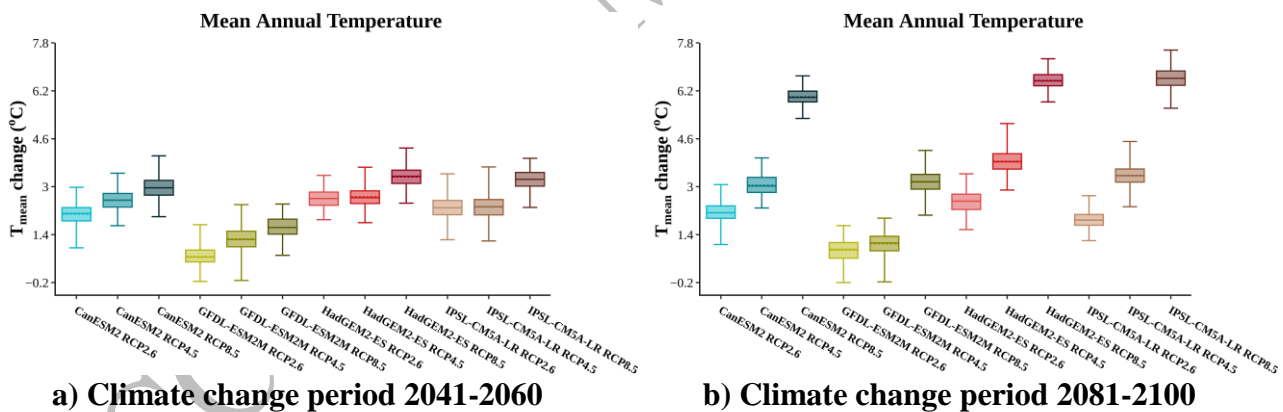 Mean Annual Temperature
7.8
6.2
4.6
3
1.4
−0.2
Tmean change (°C)
CanESM2 RCP2.6
CanESM2 RCP4.5
CanESM2 RCP8.5
GFDL-ESM2M RCP2.6
GFDL-ESM2M RCP4.5
GFDL-ESM2M RCP8.5
HadGEM2-ES RCP2.6
HadGEM2-ES RCP4.5
HadGEM2-ES RCP8.5
IPSL-CM5A-LR RCP2.6
IPSL-CM5A-LR RCP4.5
IPSL-CM5A-LR RCP8.5
a) Climate change period 2041-2060
Mean Annual Temperature
7.8
6.2
4.6
3
1.4
−0.2
Tmean change (°C)
CanESM2 RCP2.6
CanESM2 RCP4.5
CanESM2 RCP8.5
GFDL-ESM2M RCP2.6
GFDL-ESM2M RCP4.5
GFDL-ESM2M RCP8.5
HadGEM2-ES RCP2.6
HadGEM2-ES RCP4.5
HadGEM2-ES RCP8.5
IPSL-CM5A-LR RCP2.6
IPSL-CM5A-LR RCP4.5
IPSL-CM5A-LR RCP8.5
b) Climate change period 2081-2100